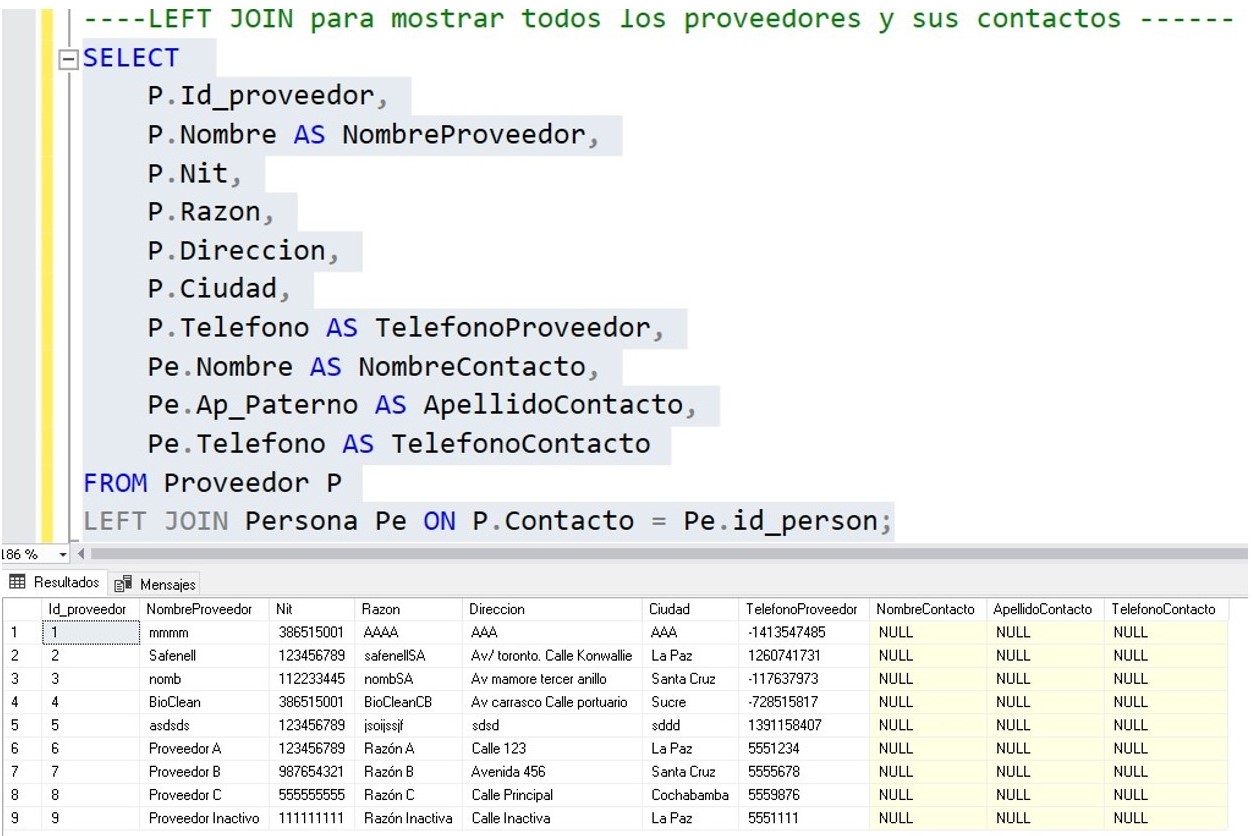 ----LEFT JOIN para mostrar todos los proveedores y sus contactos ------
SELECT
P.Id_proveedor,
P.Nombre AS NombreProveedor,
P.Nit,
P.Razon,
P.Direccion,
P.Ciudad,
P.Telefono AS TelefonoProveedor,
Pe.Nombre AS NombreContacto,
Pe.Ap_Paterno AS ApellidoContacto,
Pe.Telefono AS TelefonoContacto
FROM Proveedor P
LEFT JOIN Persona Pe ON P.Contacto = Pe.id_person;
186 %
Resultados Mensajes
Id_proveedor NombreProveedor Nit Razon Direccion Ciudad TelefonoProveedor NombreContacto ApellidoContacto TelefonoContacto
1 1 mmmm 386515001 AAAA AAA AAA -1413547485 NULL NULL NULL
2 2 Safenell 123456789 safenellSA Av/ toronto. Calle Konwallie La Paz 1260741731 NULL NULL NULL
3 3 nomb 112233445 nombSA Av mamore tercer anillo Santa Cruz -117637973 NULL NULL NULL
4 4 BioClean 386515001 BioCleanCB Av carrasco Calle portuario Sucre -728515817 NULL NULL NULL
5 5 asdsds 123456789 jsoijssjf sdsd sddd 1391158407 NULL NULL NULL
6 6 Proveedor A 123456789 Razón A Calle 123 La Paz 5551234 NULL NULL NULL
7 7 Proveedor B 987654321 Razón B Avenida 456 Santa Cruz 5555678 NULL NULL NULL
8 8 Proveedor C 555555555 Razón C Calle Principal Cochabamba 5559876 NULL NULL NULL
9 9 Proveedor Inactivo 111111111 Razón Inactiva Calle Inactiva La Paz 5551111 NULL NULL NULL